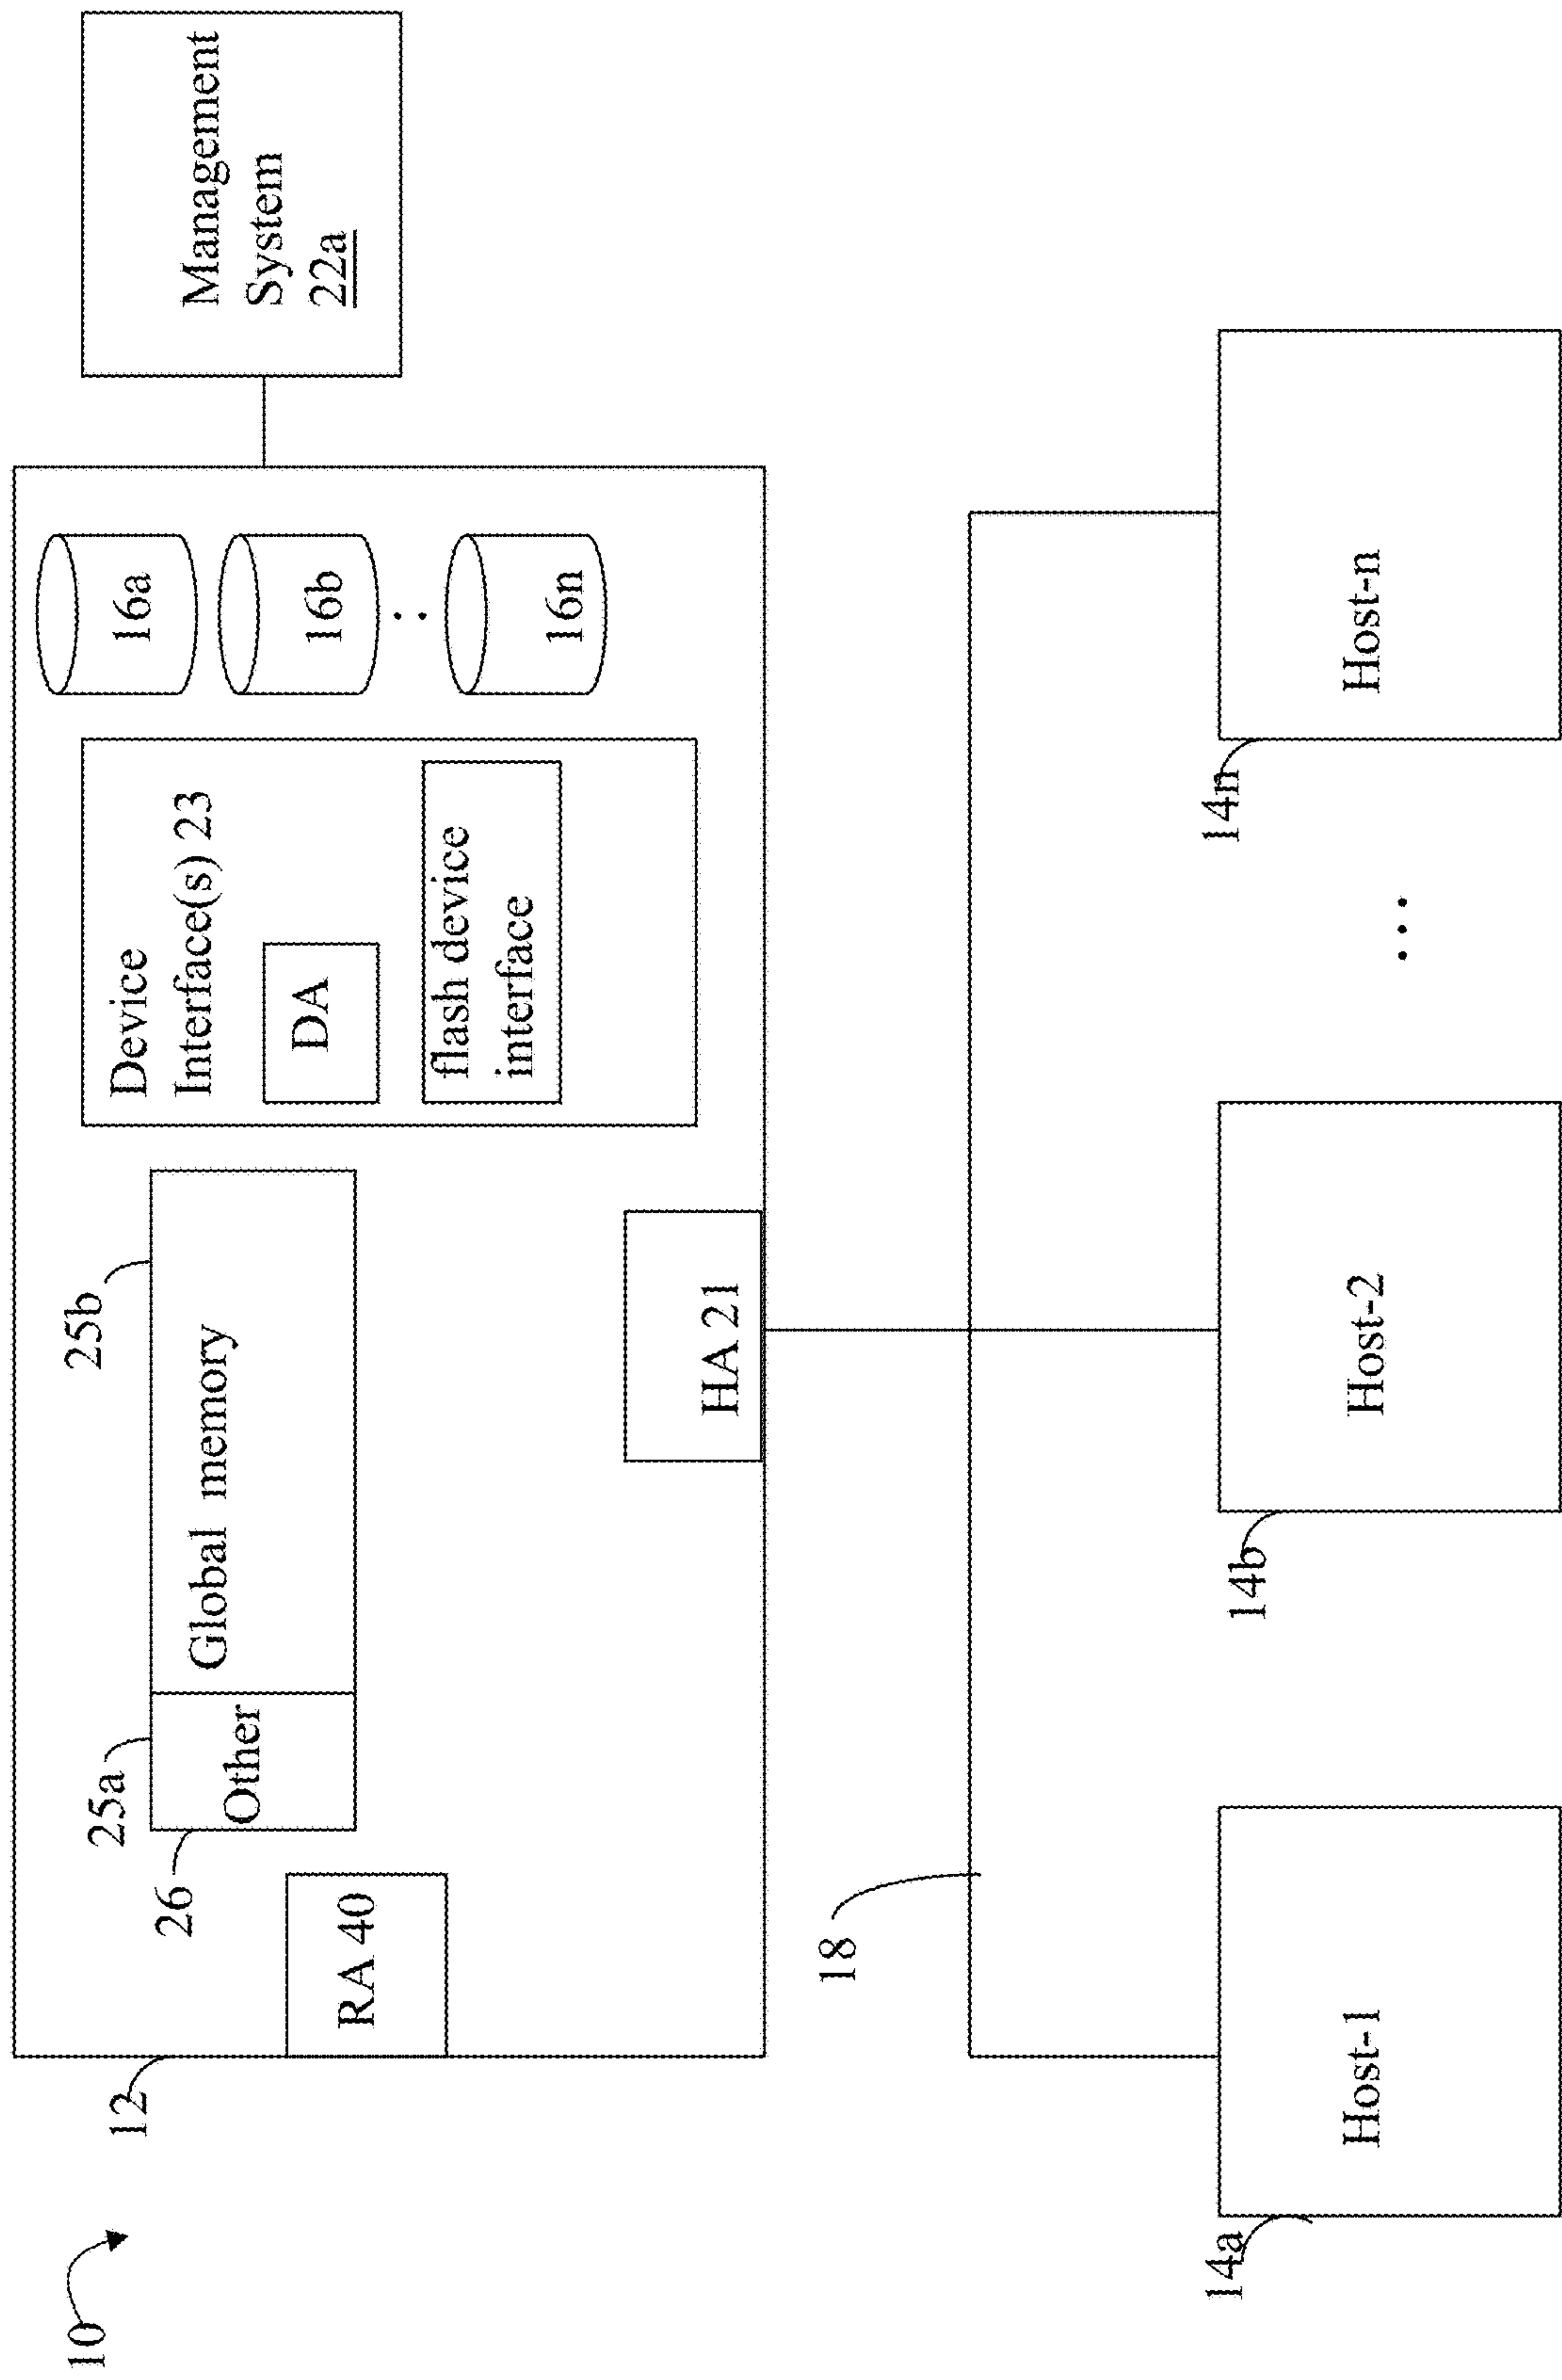 10
12
RA 40
26
25a
Other
25b
Global memory
HA 21
Device
Interface(s) 23
DA
flash device
interface
16a
16b
16n
Management
System
22a
18
14a
Host-1
14b
Host-2
...
14n
Host-n